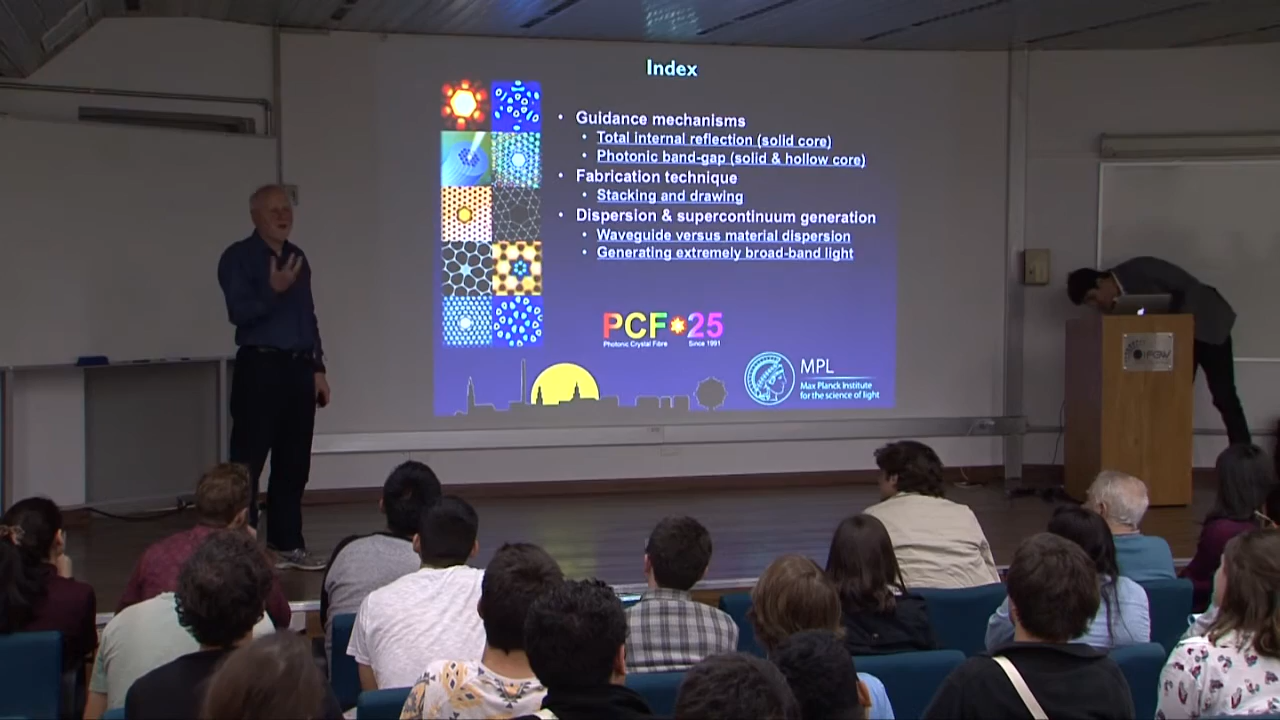 Index
• Guidance mechanisms
• Total internal reflection (solid core)
• Photonic band-gap (solid & hollow core)
• Fabrication technique
• Stacking and drawing
• Dispersion & supercontinuum generation
• Waveguide versus material dispersion
• Generating extremely broad-band light
PCF 25
Photonic Crystal Fibre Since 1991
MPL
Max Planck Institute
for the science of light
IFGW